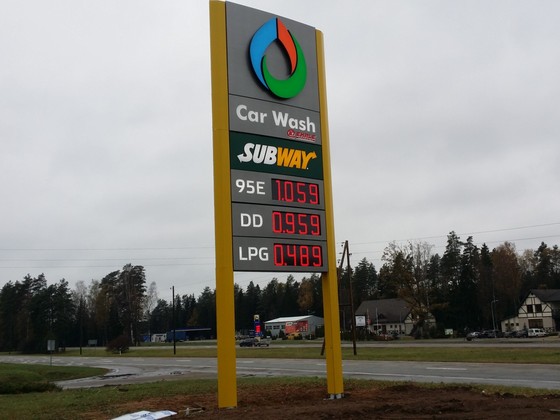 Car Wash
SUBWAY
95E 1.059
DD 0.959
LPG 0.489